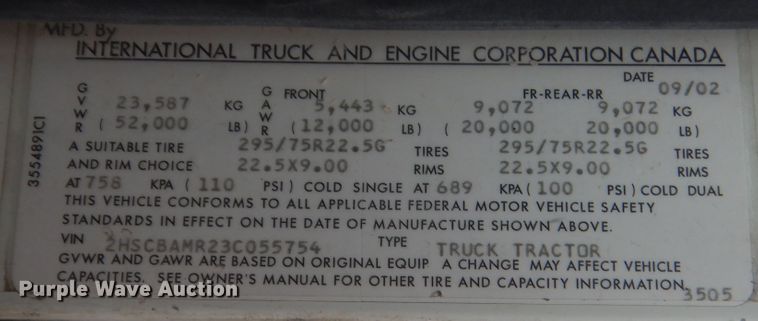 MFD. By
INTERNATIONAL TRUCK AND ENGINE CORPORATION CANADA
DATE 09/02
GVWR 23,587 KG GAWR FRONT 5,443 KG FR-REAR-RR 9,072 9,072 KG
( 52,000 LB) (12,000 LB) (20,000 20,000 LB)
A SUITABLE TIRE 295/75R22.5G TIRES 295/75R22.5G TIRES
AND RIM CHOICE 22.5X9.00 RIMS 22.5X9.00 RIMS
AT 758 KPA ( 110 PSI) COLD SINGLE AT 689 KPA (100 PSI) COLD DUAL
THIS VEHICLE CONFORMS TO ALL APPLICABLE FEDERAL MOTOR VEHICLE SAFETY
STANDARDS IN EFFECT ON THE DATE OF MANUFACTURE SHOWN ABOVE.
VIN 2HSCBAMR23C055754 TYPE TRUCK TRACTOR
GVWR AND GAWR ARE BASED ON ORIGINAL EQUIP A CHANGE MAY AFFECT VEHICLE
CAPACITIES. SEE OWNER'S MANUAL FOR OTHER TIRE AND CAPACITY INFORMATION.
3505
3554891C1
Purple Wave Auction